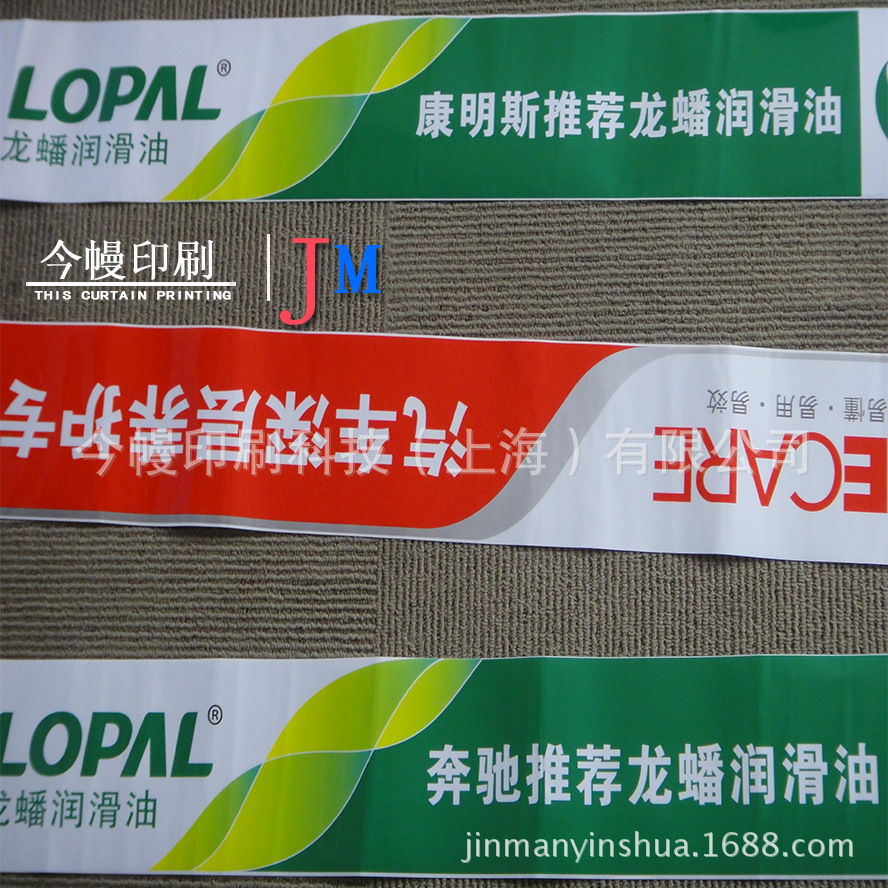 LOPAL®
龙蟠润滑油
康明斯推荐龙蟠润滑油
今幔印刷
THIS CURTAIN PRINTING
JM
汽车深层养护专
易懂·易用·易效
ECARE
今幔印刷科技（上海）有限公司
LOPAL®
龙蟠润滑油
奔驰推荐龙蟠润滑油
jinmanyinshua.1688.com